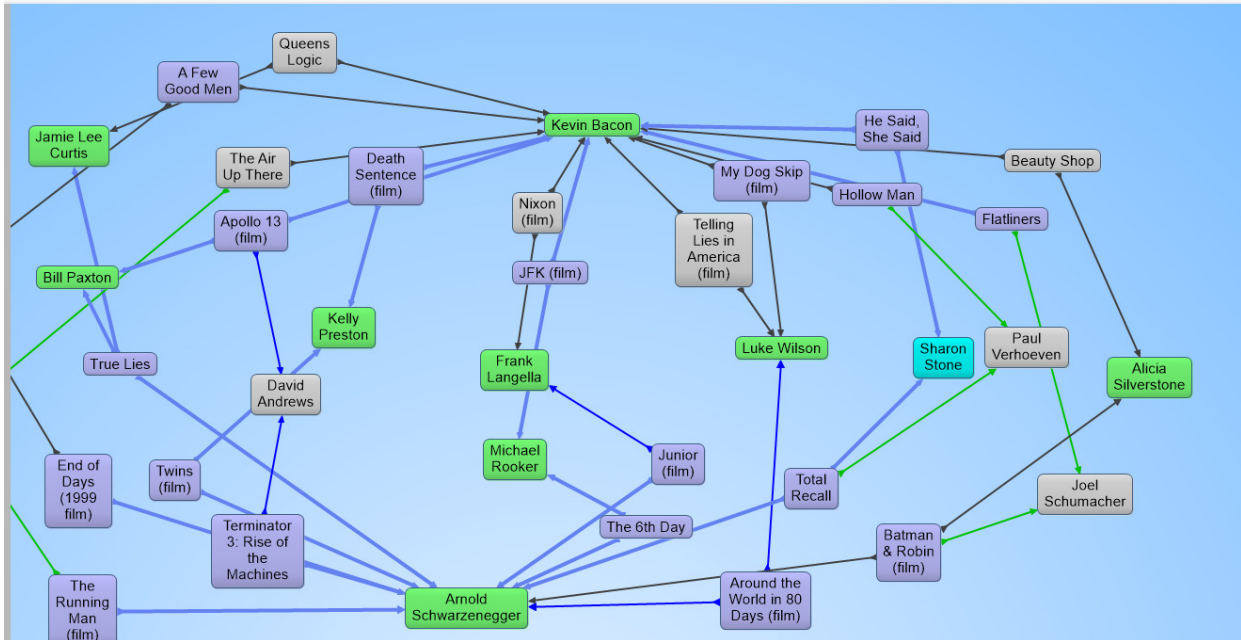 Queens
Logic
A Few
Good Men
Kevin Bacon
He Said,
She Said
Jamie Lee
Curtis
The Air
Up There
Death
Sentence
(film)
Beauty Shop
My Dog Skip
(film)
Hollow Man
Nixon
(film)
Apollo 13
(film)
Telling
Lies in
America
(film)
Flatliners
Bill Paxton
JFK (film)
Kelly
Preston
True Lies
Frank
Langella
Luke Wilson
Sharon
Stone
Paul
Verhoeven
Alicia
Silverstone
David
Andrews
Michael
Rooker
Junior
(film)
End of
Days
(1999
film)
Twins
(film)
Total
Recall
Joel
Schumacher
Terminator
3: Rise of
the
Machines
The 6th Day
Batman
& Robin
(film)
The
Running
Man (film)
Arnold
Schwarzenegger
Around the
World in 80
Days (film)